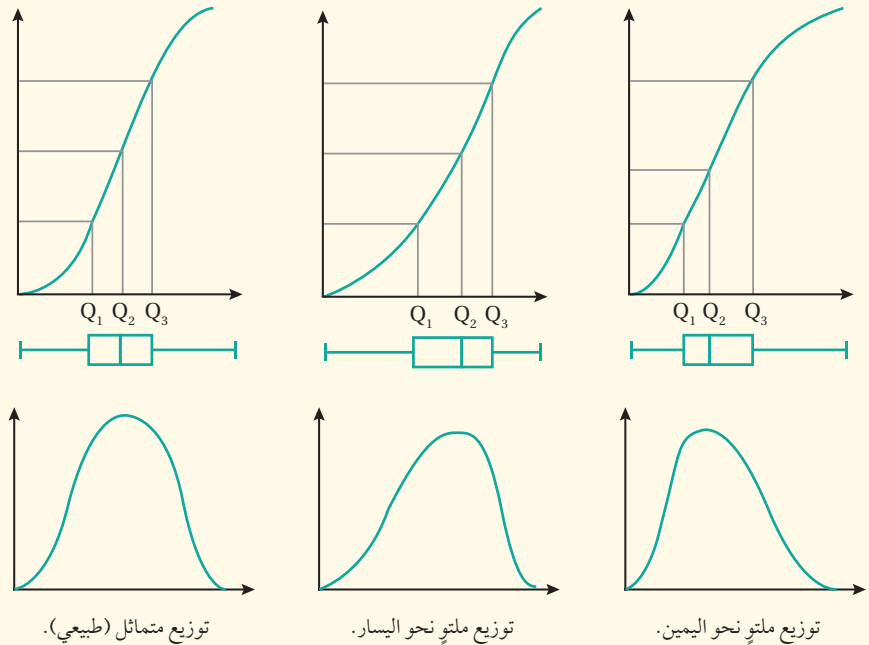 Q1 Q2 Q3
Q1 Q2 Q3
Q1 Q2 Q3
توزيع ملتوٍ نحو اليمين.
توزيع ملتوٍ نحو اليسار.
توزيع متماثل (طبيعي).